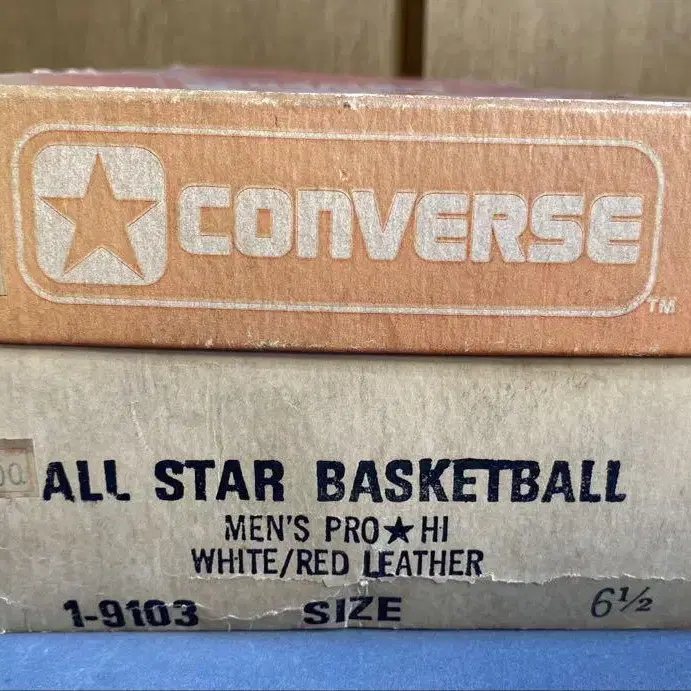 CONVERSE
TM
ALL STAR BASKETBALL
MEN'S PRO★HI
WHITE/RED LEATHER
1-9103 SIZE 6½